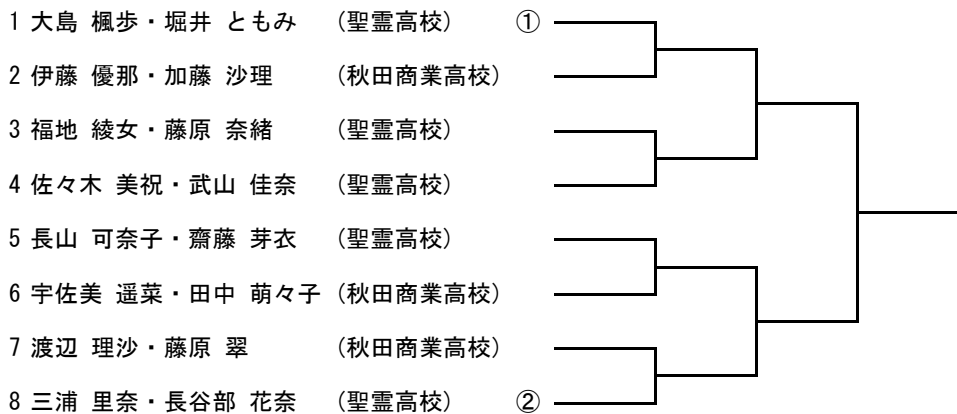 1 大島 楓歩・堀井 ともみ (聖霊高校) ①
2 伊藤 優那・加藤 沙理 (秋田商業高校)
3 福地 綾女・藤原 奈緒 (聖霊高校)
4 佐々木 美祝・武山 佳奈 (聖霊高校)
5 長山 可奈子・齋藤 芽衣 (聖霊高校)
6 宇佐美 遥菜・田中 萌々子 (秋田商業高校)
7 渡辺 理沙・藤原 翠 (秋田商業高校)
8 三浦 里奈・長谷部 花奈 (聖霊高校) ②